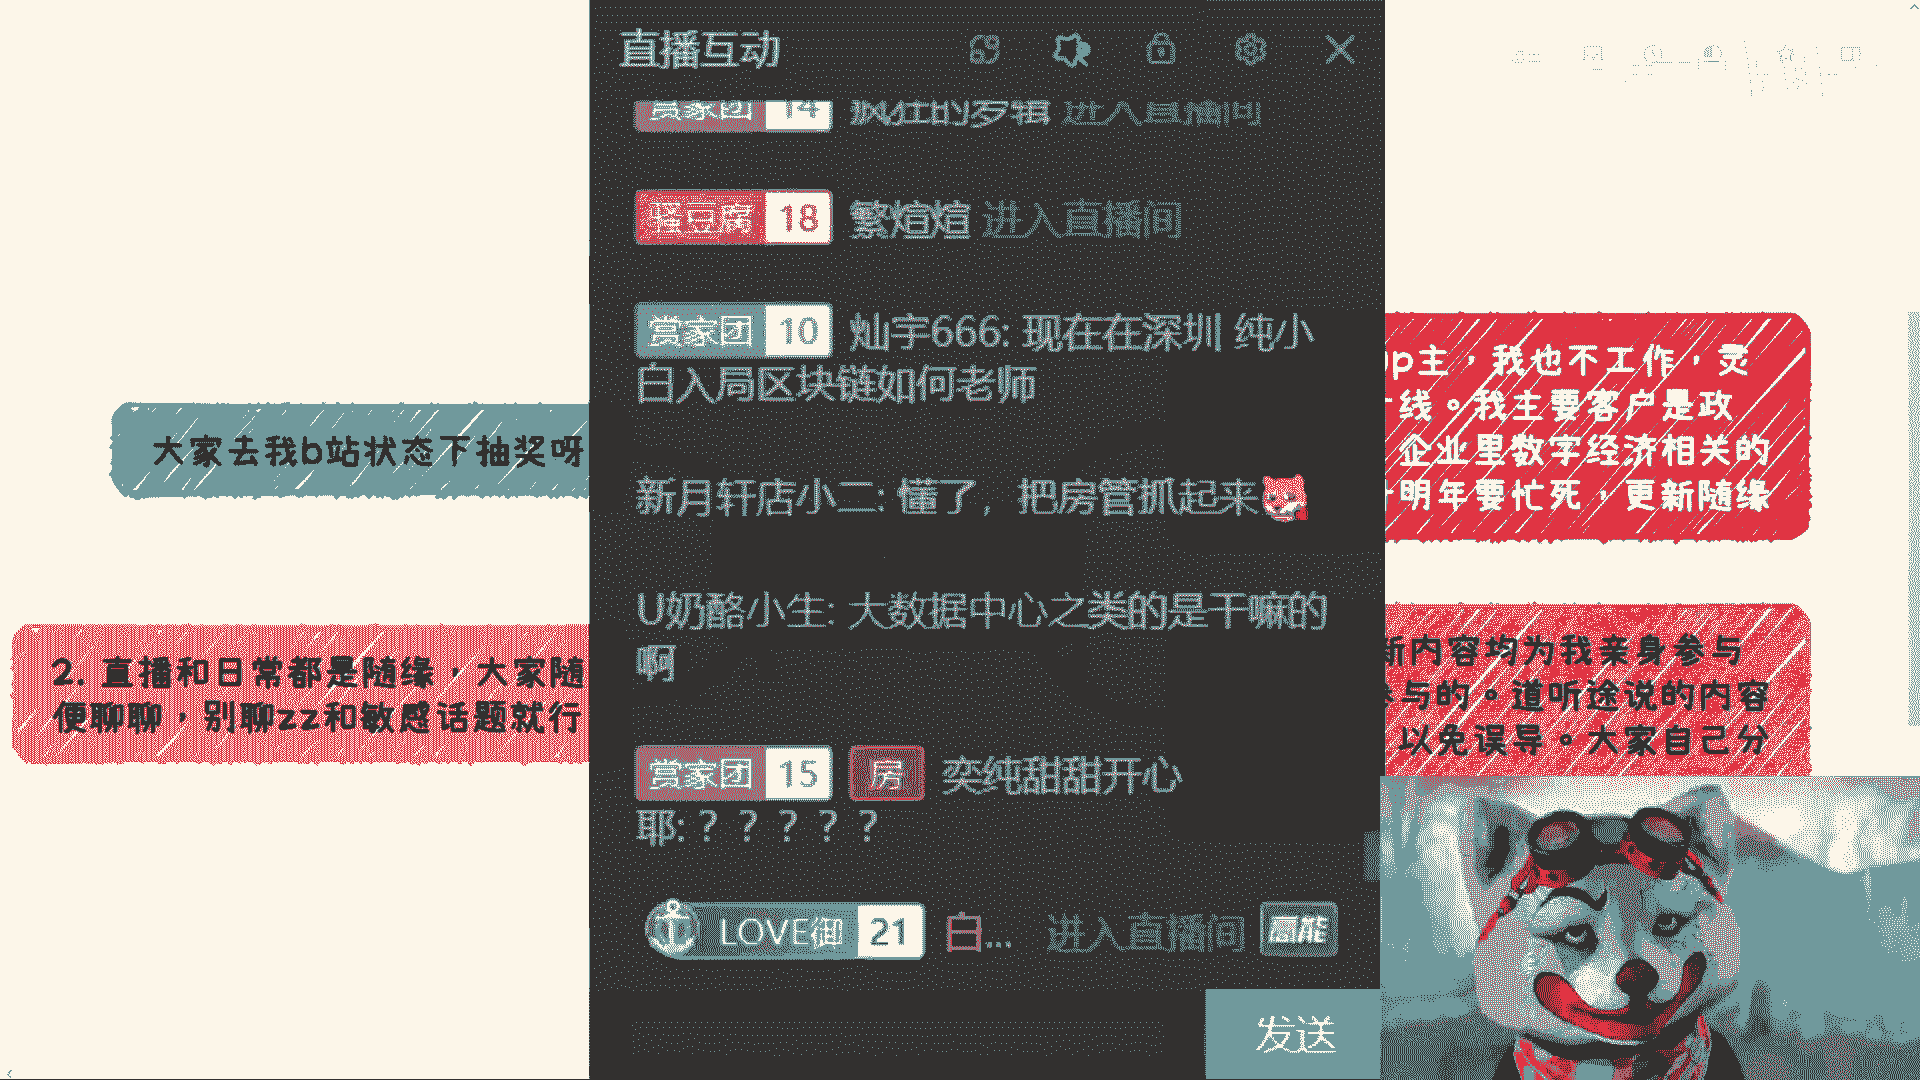 直播互动
赏家团 14 疯狂的罗辑 进入直播间
18 繁煊煊 进入直播间
赏家团 10 灿宇666: 现在在深圳 纯小
白入局区块链如何老师
新月轩店小二: 懂了，把房管抓起来
U奶酪小生: 大数据中心之类的是干嘛的
啊
赏家团 15 房 奕纯甜甜开心
耶: ？？？？？
LOVE御 21 白... 进入直播间 高能
发送
大家去我b站状态下抽奖呀
2. 直播和日常都是随缘，大家随
便聊聊，别聊zz和敏感话题就行
up主，我也不工作，灵
线。我主要客户是政
企业里数字经济相关的
明年要忙死，更新随缘
新内容均为我亲身参与
参与的。道听途说的内容
以免误导。大家自己分